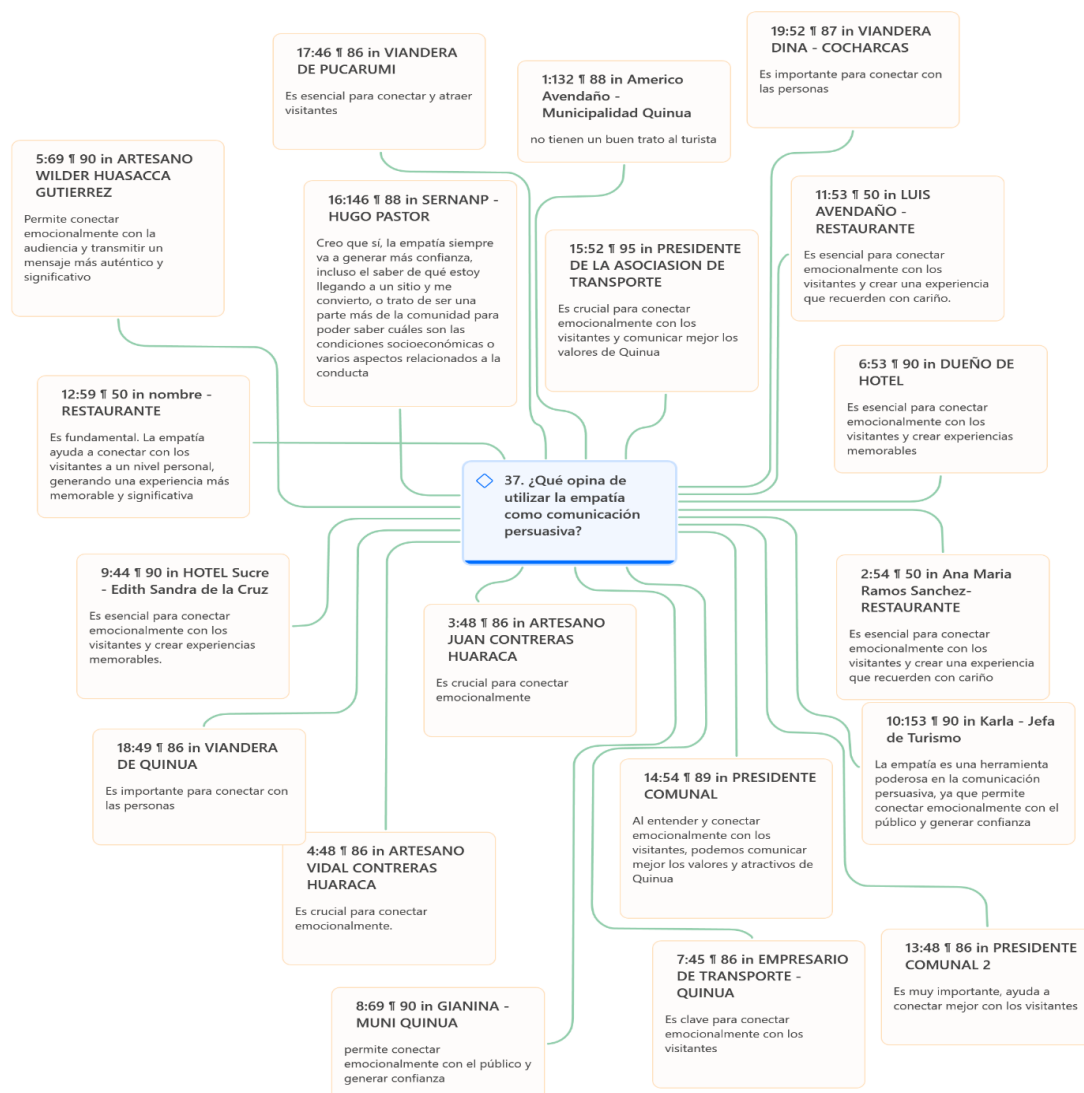 17:46 ¶ 86 in VIANDERA
DE PUCARUMI
Es esencial para conectar y atraer
visitantes
1:132 ¶ 88 in Americo
Avendaño -
Municipalidad Quinua
no tienen un buen trato al turista
19:52 ¶ 87 in VIANDERA
DINA - COCHARCAS
Es importante para conectar con
las personas
5:69 ¶ 90 in ARTESANO
WILDER HUASACCA
GUTIERREZ
Permite conectar
emocionalmente con la
audiencia y transmitir un
mensaje más auténtico y
significativo
16:146 ¶ 88 in SERNANP -
HUGO PASTOR
Creo que sí, la empatía siempre
va a generar más confianza,
incluso el saber de qué estoy
llegando a un sitio y me
convierto, o trato de ser una
parte más de la comunidad para
poder saber cuáles son las
condiciones socioeconómicas o
varios aspectos relacionados a la
conducta
15:52 ¶ 95 in PRESIDENTE
DE LA ASOCIASION DE
TRANSPORTE
Es crucial para conectar
emocionalmente con los
visitantes y comunicar mejor los
valores de Quinua
11:53 ¶ 50 in LUIS
AVENDAÑO -
RESTAURANTE
Es esencial para conectar
emocionalmente con los
visitantes y crear una experiencia
que recuerden con cariño.
12:59 ¶ 50 in nombre -
RESTAURANTE
Es fundamental. La empatía
ayuda a conectar con los
visitantes a un nivel personal,
generando una experiencia más
memorable y significativa
6:53 ¶ 90 in DUEÑO DE
HOTEL
Es esencial para conectar
emocionalmente con los
visitantes y crear experiencias
memorables
37. ¿Qué opina de
utilizar la empatía
como comunicación
persuasiva?
9:44 ¶ 90 in HOTEL Sucre
- Edith Sandra de la Cruz
Es esencial para conectar
emocionalmente con los
visitantes y crear experiencias
memorables.
3:48 ¶ 86 in ARTESANO
JUAN CONTRERAS
HUARACA
Es crucial para conectar
emocionalmente
2:54 ¶ 50 in Ana Maria
Ramos Sanchez-
RESTAURANTE
Es esencial para conectar
emocionalmente con los
visitantes y crear una experiencia
que recuerden con cariño
10:153 ¶ 90 in Karla - Jefa
de Turismo
La empatía es una herramienta
poderosa en la comunicación
persuasiva, ya que permite
conectar emocionalmente con el
público y generar confianza
18:49 ¶ 86 in VIANDERA
DE QUINUA
Es importante para conectar con
las personas
14:54 ¶ 89 in PRESIDENTE
COMUNAL
Al entender y conectar
emocionalmente con los
visitantes, podemos comunicar
mejor los valores y atractivos de
Quinua
4:48 ¶ 86 in ARTESANO
VIDAL CONTRERAS
HUARACA
Es crucial para conectar
emocionalmente.
7:45 ¶ 86 in EMPRESARIO
DE TRANSPORTE -
QUINUA
Es clave para conectar
emocionalmente con los
visitantes
13:48 ¶ 86 in PRESIDENTE
COMUNAL 2
Es muy importante, ayuda a
conectar mejor con los visitantes
8:69 ¶ 90 in GIANINA -
MUNI QUINUA
permite conectar
emocionalmente con el público y
generar confianza